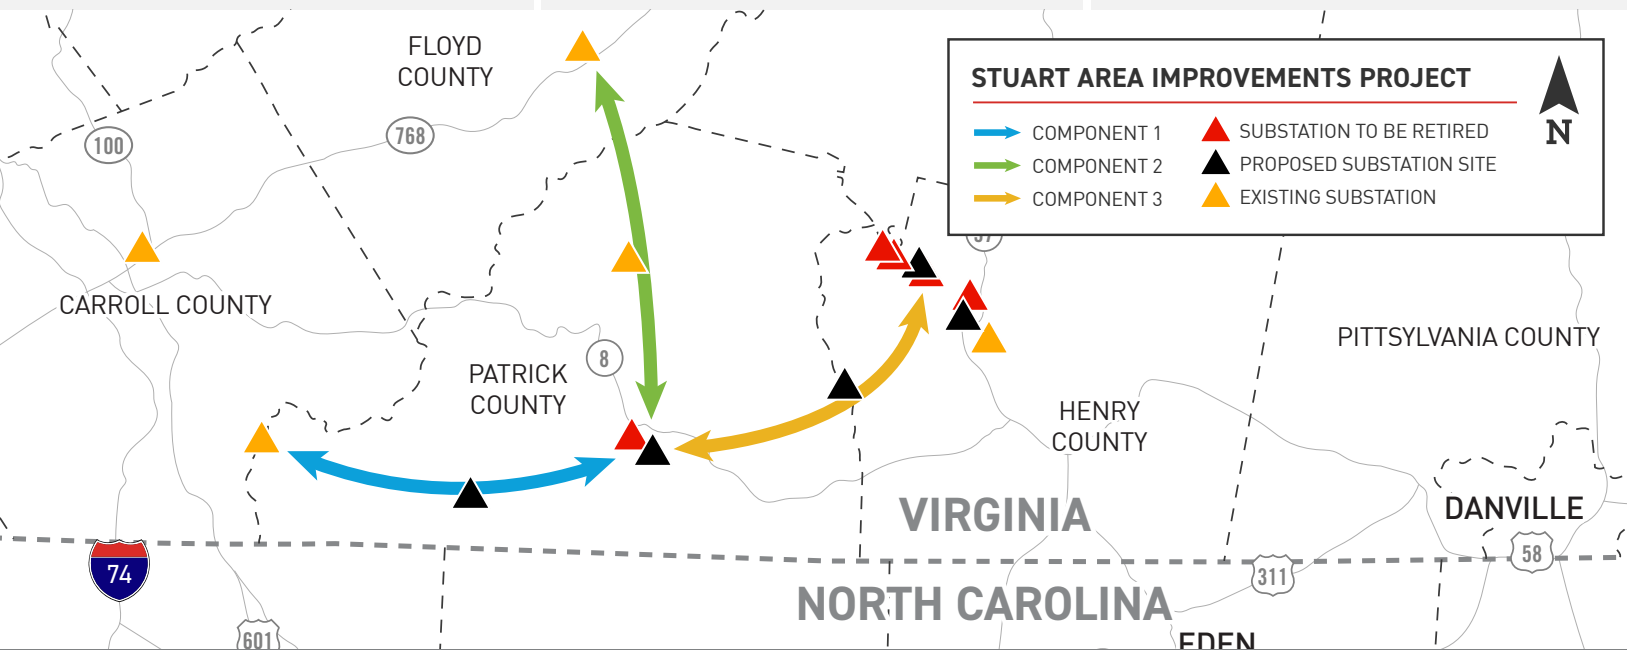 FLOYD
COUNTY
STUART AREA IMPROVEMENTS PROJECT
N
COMPONENT 1
COMPONENT 2
COMPONENT 3
SUBSTATION TO BE RETIRED
PROPOSED SUBSTATION SITE
EXISTING SUBSTATION
100
768
CARROLL COUNTY
8
PATRICK
COUNTY
PITTSYLVANIA COUNTY
HENRY
COUNTY
VIRGINIA
DANVILLE
58
74
311
NORTH CAROLINA
601
EDEN